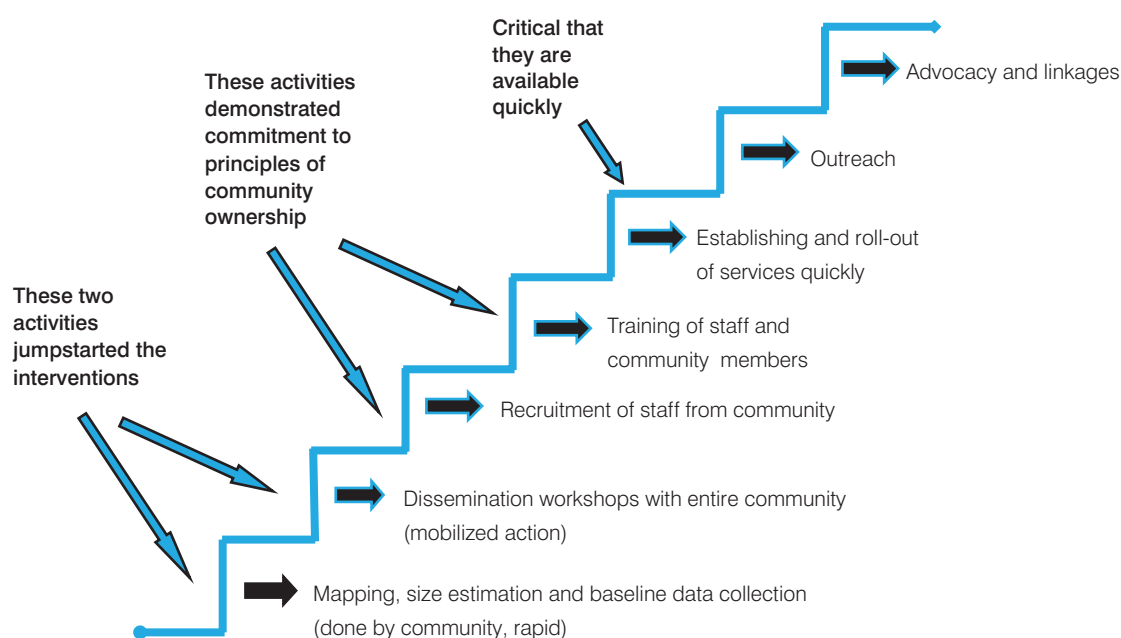 Critical that
they are
available
quickly
These activities
demonstrated
commitment to
principles of
community
ownership
These two
activities
jumpstarted the
interventions
Advocacy and linkages
Outreach
Establishing and roll-out
of services quickly
Training of staff and
community members
Recruitment of staff from community
Dissemination workshops with entire community
(mobilized action)
Mapping, size estimation and baseline data collection
(done by community, rapid)